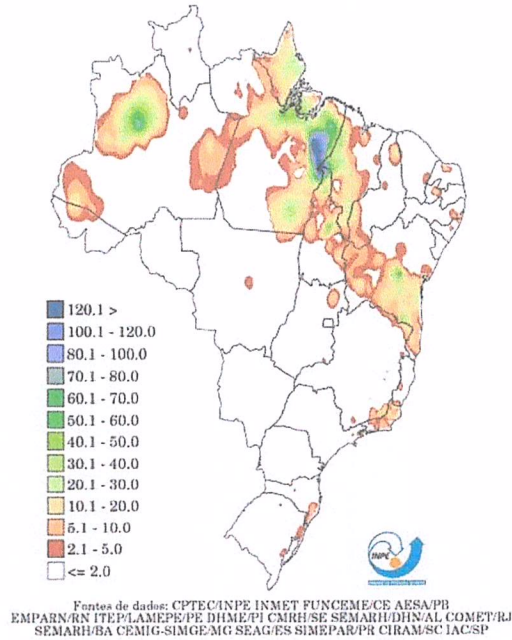 120.1 >
100.1 - 120.0
80.1 - 100.0
70.1 - 80.0
60.1 - 70.0
50.1 - 60.0
40.1 - 50.0
30.1 - 40.0
20.1 - 30.0
10.1 - 20.0
5.1 - 10.0
2.1 - 5.0
<= 2.0
INPE
Fontes de dados: CPTEC/INPE INMET FUNCEME/CE AESA/PB
EMPARN/RN ITEP/LAMEPE/PE DHME/PI CMRH/SE SEMARH/DHN/AL COMET/RJ
SEMARH/BA CEMIG-SIMGE/MG SEAG/ES SIMEPAR/PR CIRAM/SC IAC/SP